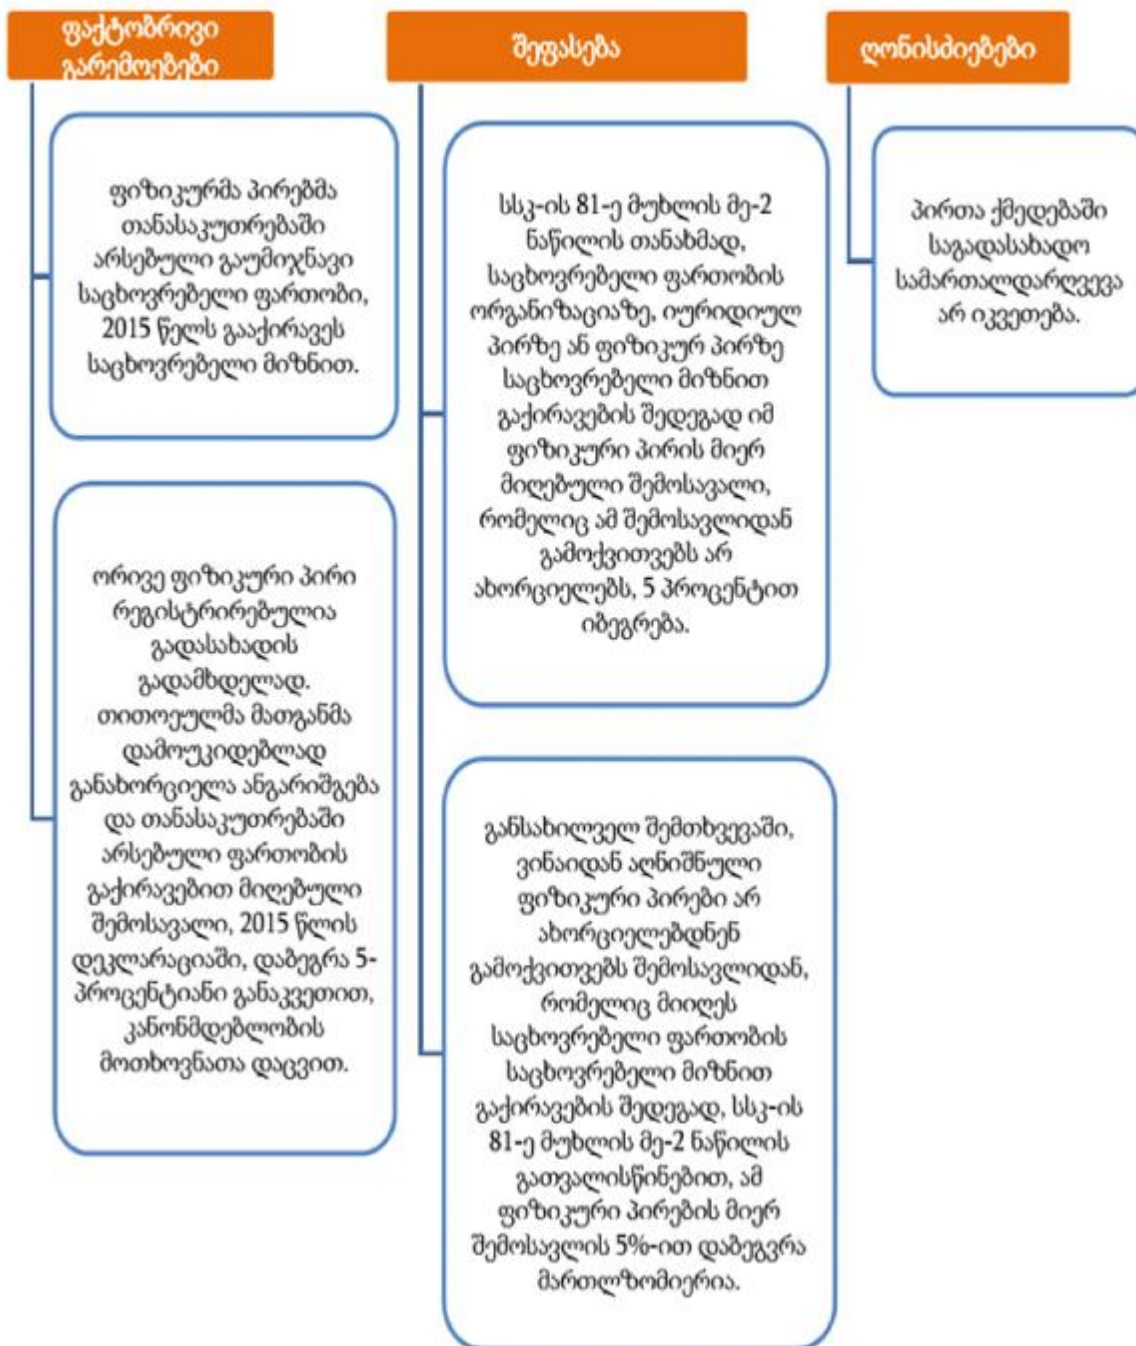 ფაქტობრივი
გარემოებები
ფიზიკურმა პირებმა
თანასაკუთრებაში
არსებული გაუმიჯნავი
საცხოვრებელი ფართობი,
2015 წელს გააქირავეს
საცხოვრებელი მიზნით.
ორივე ფიზიკური პირი
რეგისტრირებულია
გადასახადის
გადამხდელად.
თითოეულმა მათგანმა
დამოუკიდებლად
განახორციელა ანგარიშგება
და თანასაკუთრებაში
არსებული ფართობის
გაქირავებით მიღებული
შემოსავალი, 2015 წლის
დეკლარაციაში, დაბეგრა 5-
პროცენტიანი განაკვეთით,
კანონმდებლობის
მოთხოვნათა დაცვით.
შეფასება
სსკ-ის 81-ე მუხლის მე-2
ნაწილის თანახმად,
საცხოვრებელი ფართობის
ორგანიზაციაზე, იურიდიულ
პირზე ან ფიზიკურ პირზე
საცხოვრებელი მიზნით
გაქირავების შედეგად იმ
ფიზიკური პირის მიერ
მიღებული შემოსავალი,
რომელიც ამ შემოსავლიდან
გამოქვითვებს არ
ახორციელებს, 5 პროცენტით
იბეგრება.
განსახილველ შემთხვევაში,
ვინაიდან აღნიშნული
ფიზიკური პირები არ
ახორციელებდნენ
გამოქვითვებს შემოსავლიდან,
რომელიც მიიღეს
საცხოვრებელი ფართობის
საცხოვრებელი მიზნით
გაქირავების შედეგად, სსკ-ის
81-ე მუხლის მე-2 ნაწილის
გათვალისწინებით, ამ
ფიზიკური პირების მიერ
შემოსავლის 5%-ით დაბეგვრა
მართლზომიერია.
ღონისძიებები
პირთა ქმედებაში
საგადასახადო
სამართალდარღვევა
არ იკვეთება.